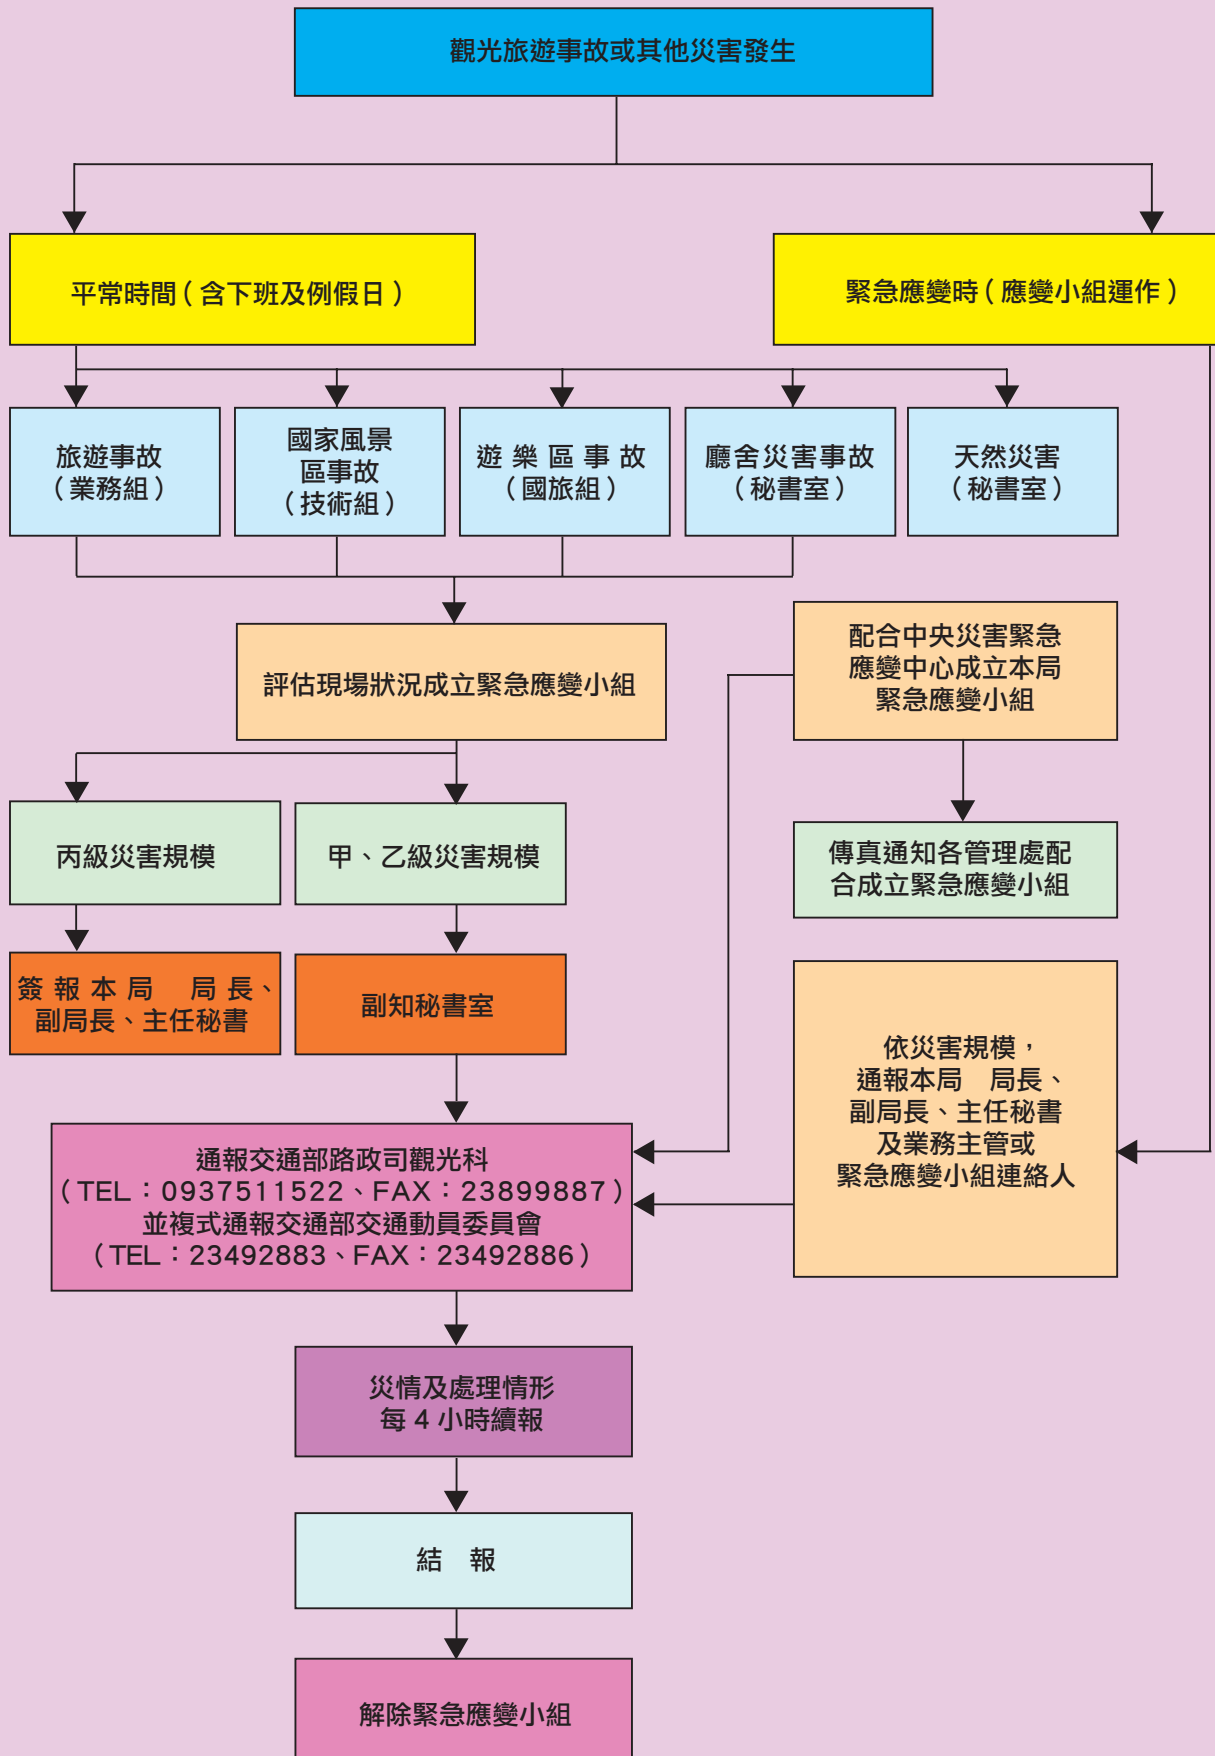 觀光旅遊事故或其他災害發生
平常時間（含下班及例假日）
緊急應變時（應變小組運作）
旅遊事故
（業務組）
國家風景
區事故
（技術組）
遊樂區事故
（國旅組）
廳舍災害事故
（秘書室）
天然災害
（秘書室）
評估現場狀況成立緊急應變小組
配合中央災害緊急
應變中心成立本局
緊急應變小組
丙級災害規模
甲、乙級災害規模
傳真通知各管理處配
合成立緊急應變小組
簽報本局　局長、
副局長、主任秘書
副知秘書室
依災害規模，
通報本局　局長、
副局長、主任秘書
及業務主管或
緊急應變小組連絡人
通報交通部路政司觀光科
（TEL：0937511522、FAX：23899887）
並複式通報交通部交通動員委員會
（TEL：23492883、FAX：23492886）
災情及處理情形
每 4 小時續報
結　報
解除緊急應變小組